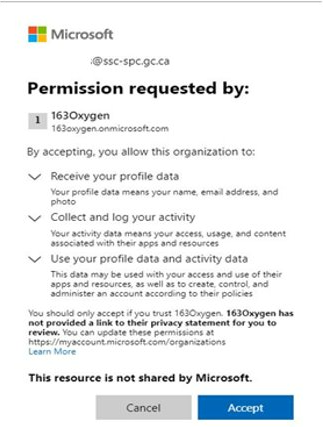 Microsoft
:@ssc-spc.gc.ca
Permission requested by:
1 163Oxygen
163oxygen.onmicrosoft.com
By accepting, you allow this organization to:
Receive your profile data
Your profile data means your name, email address, and
photo
Collect and log your activity
Your activity data means your access, usage, and content
associated with their apps and resources
Use your profile data and activity data
This data may be used with your access and use of their
apps and resources, as well as to create, control, and
administer an account according to their policies
You should only accept if you trust 163Oxygen. 163Oxygen has
not provided a link to their privacy statement for you to
review. You can update these permissions at
https://myaccount.microsoft.com/organizations
Learn More
This resource is not shared by Microsoft.
Cancel
Accept